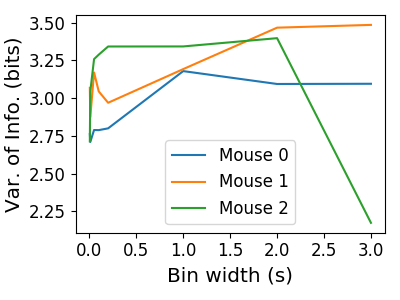 3.50
3.25
3.00
2.75
2.50
2.25
Var. of Info. (bits)
Mouse 0
Mouse 1
Mouse 2
0.0 0.5 1.0 1.5 2.0 2.5 3.0
Bin width (s)